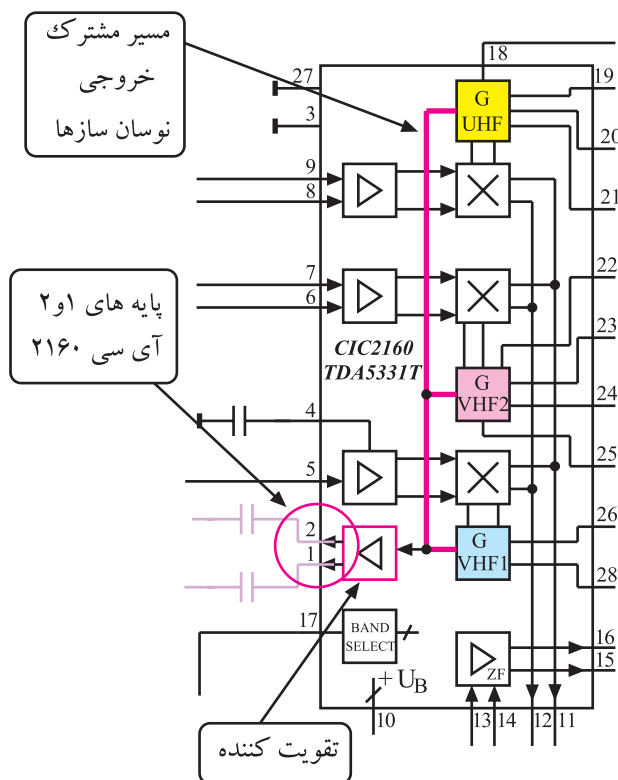 مسیر مشترك
خروجی
نوسان سازها
18
27
19
G
UHF
3
20
9
8
21
7
6
22
پایه های ۱و۲
آی سی ۲۱۶۰
CIC2160
TDA5331T
23
G
VHF2
24
4
25
5
2
1
G
VHF1
26
28
17
BAND
SELECT
ZF
16
15
+UB
10
13
14
12
11
تقویت کننده